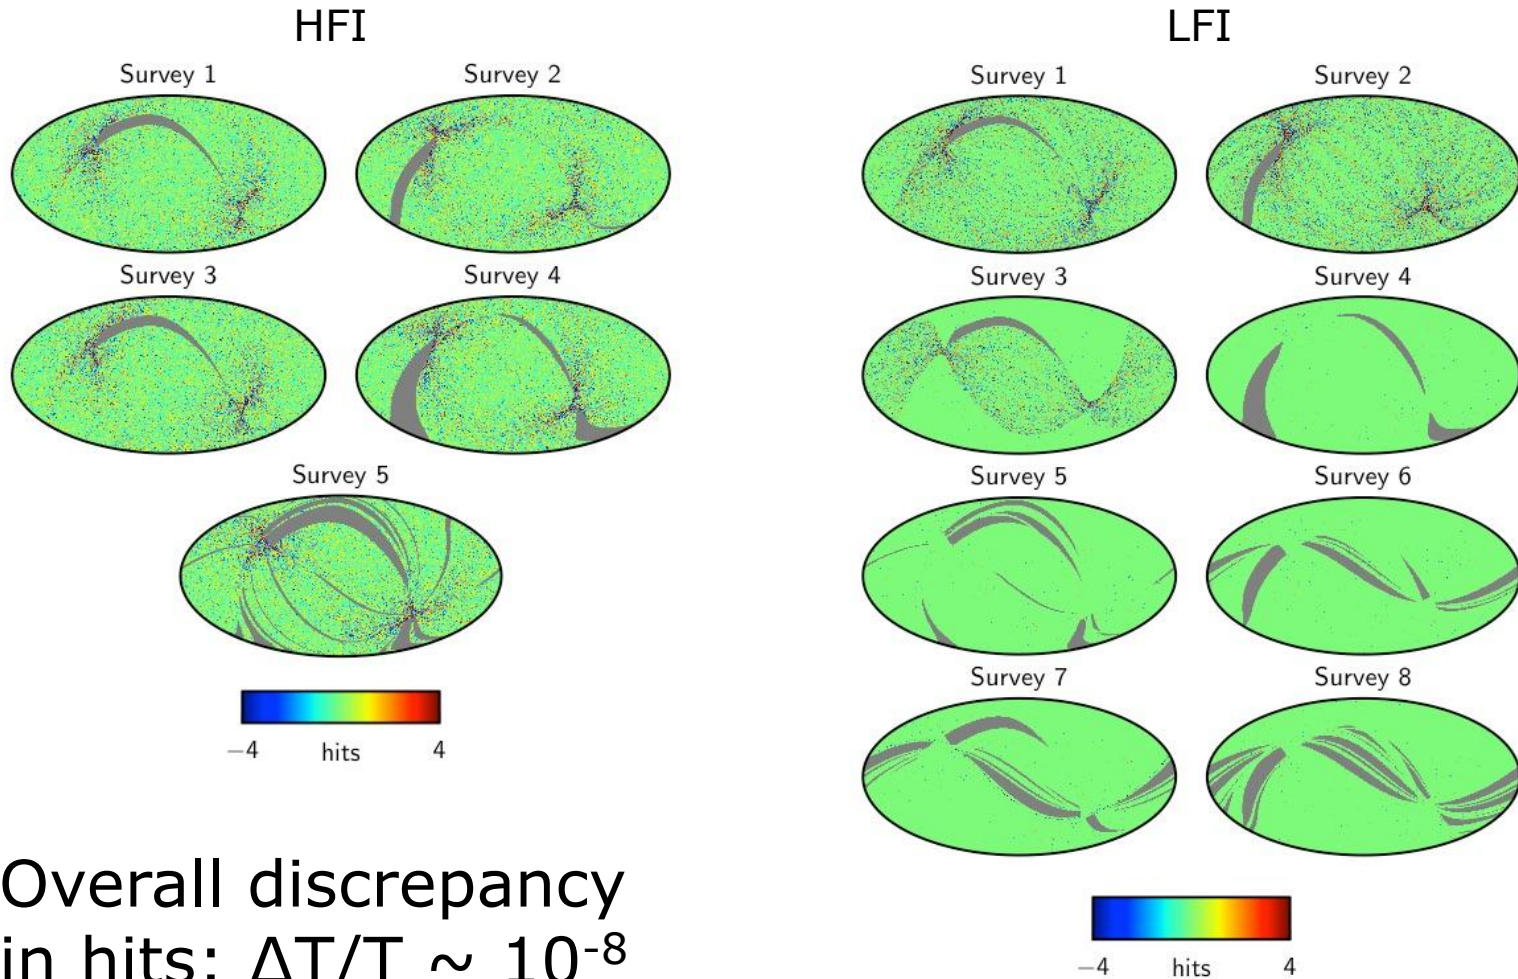 HFI
Survey 1
Survey 2
Survey 3
Survey 4
Survey 5
−4 hits 4
Overall discrepancy
in hits: ΔT/T ~ 10⁻⁸
LFI
Survey 1
Survey 2
Survey 3
Survey 4
Survey 5
Survey 6
Survey 7
Survey 8
−4 hits 4